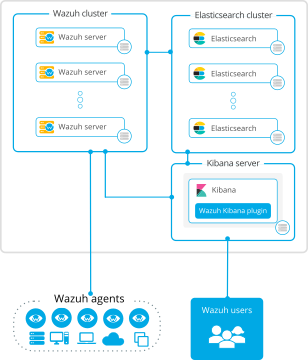 Wazuh cluster
Wazuh server
Wazuh server
Wazuh server
Elasticsearch cluster
Elasticsearch
Elasticsearch
Elasticsearch
Kibana server
Kibana
Wazuh Kibana plugin
Wazuh agents
Wazuh users